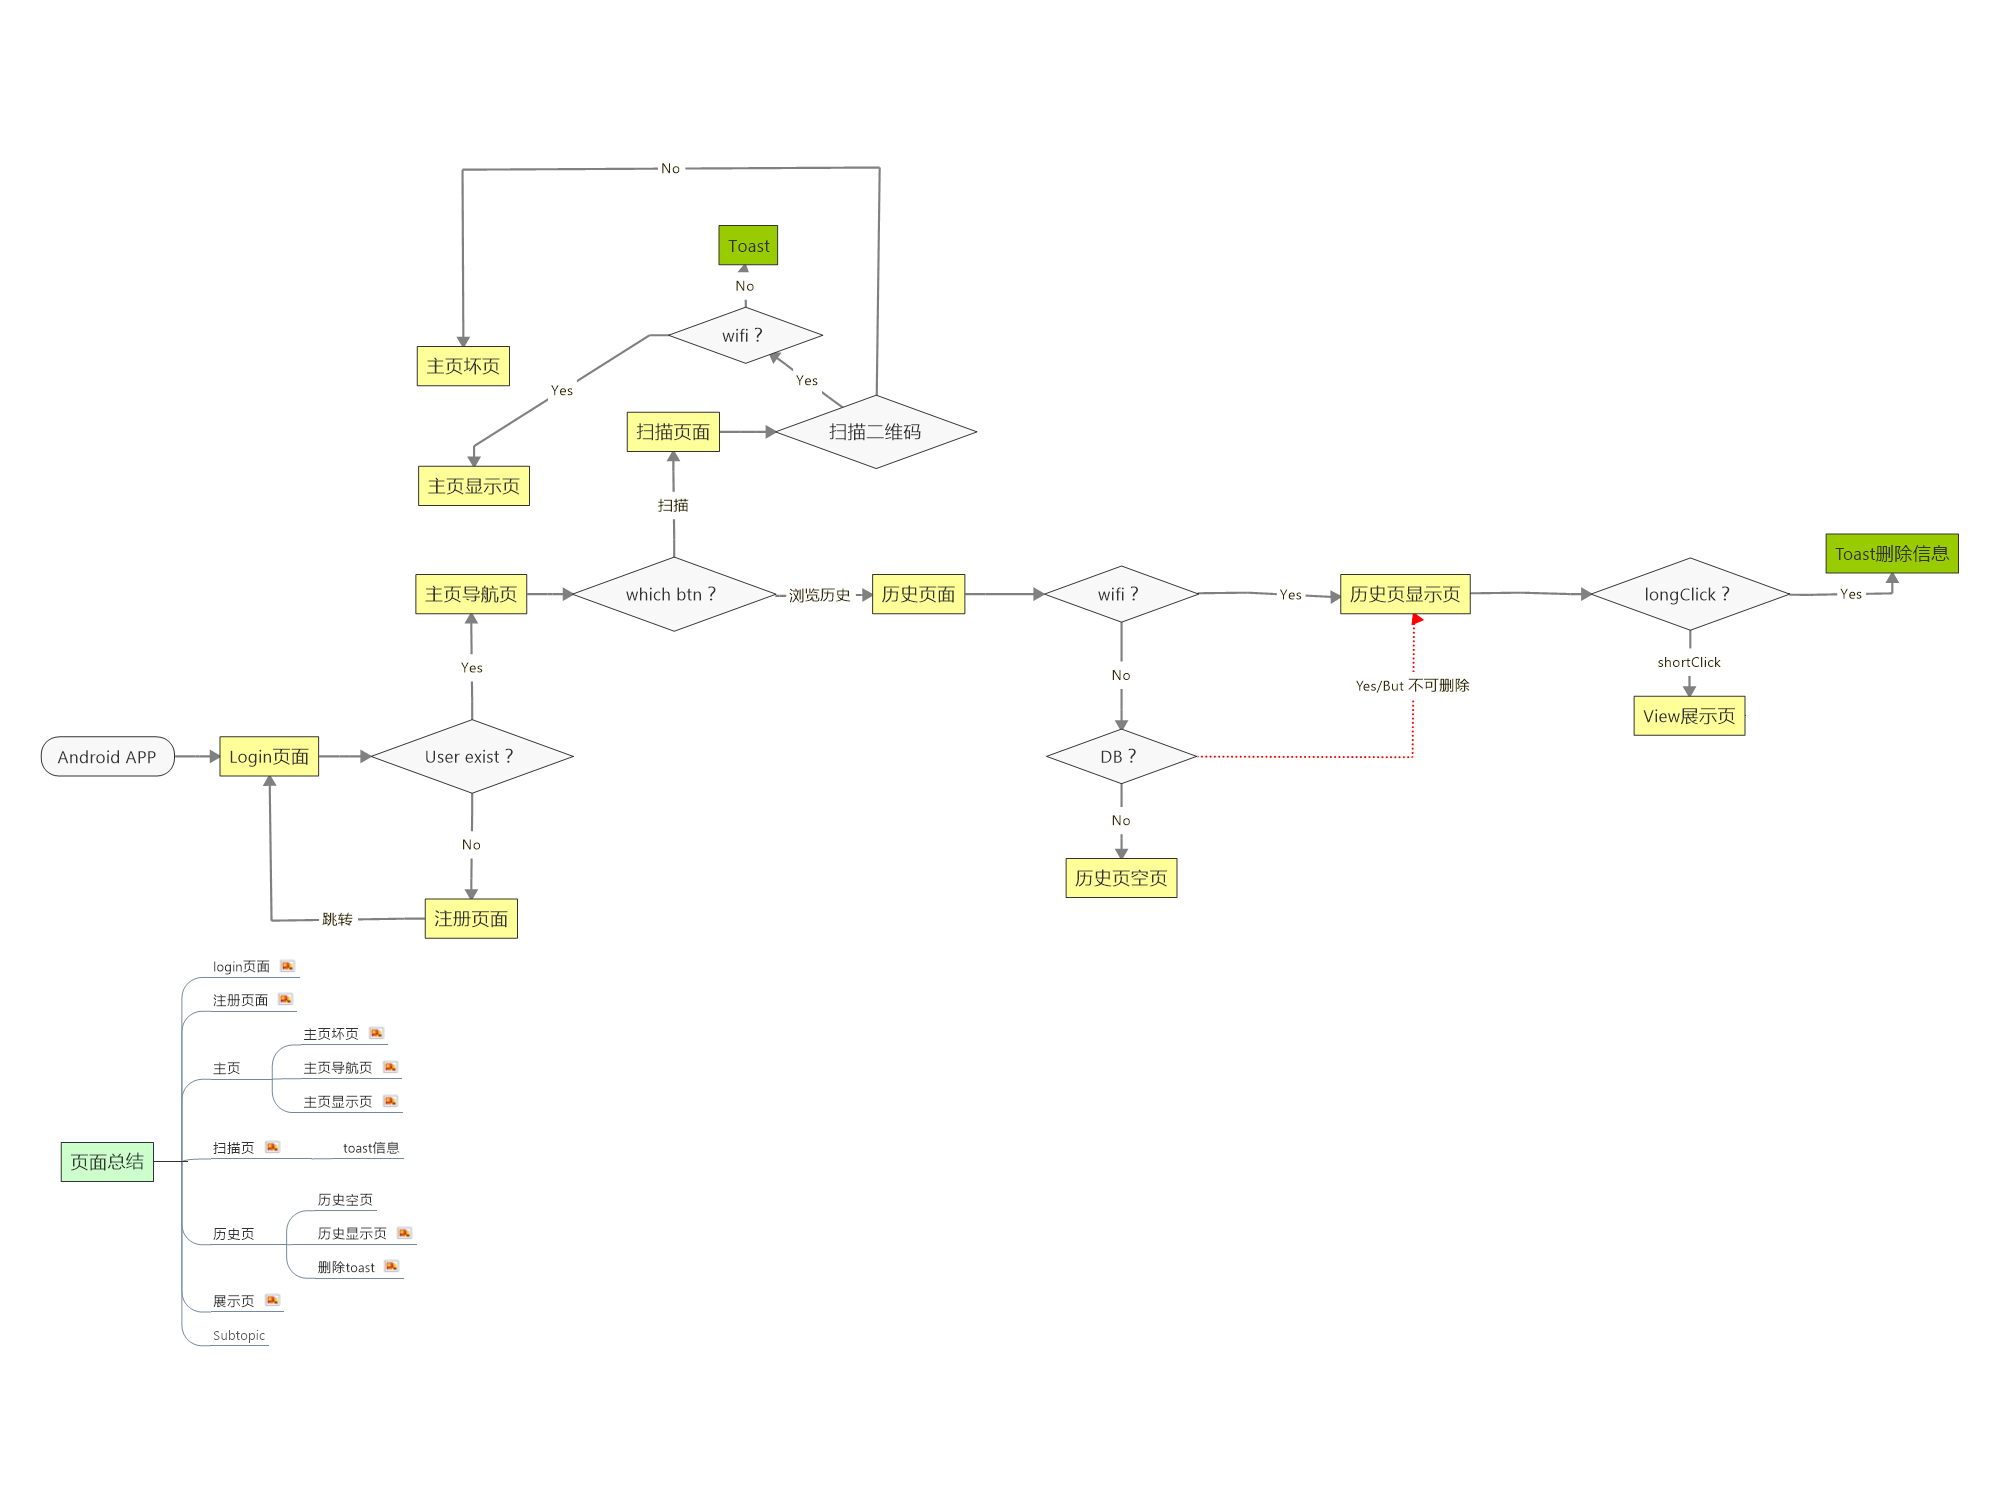 No
Toast
No
wifi？
主页坏页
Yes
Yes
扫描页面
扫描二维码
主页显示页
扫描
Toast删除信息
主页导航页
which btn？
浏览历史
历史页面
wifi？
Yes
历史页显示页
longClick？
Yes
Yes
No
Yes/But 不可删除
shortClick
View展示页
Android APP
Login页面
User exist？
DB？
No
No
历史页空页
跳转
注册页面
login页面
注册页面
主页坏页
主页
主页导航页
主页显示页
扫描页
toast信息
页面总结
历史空页
历史页
历史显示页
删除toast
展示页
Subtopic